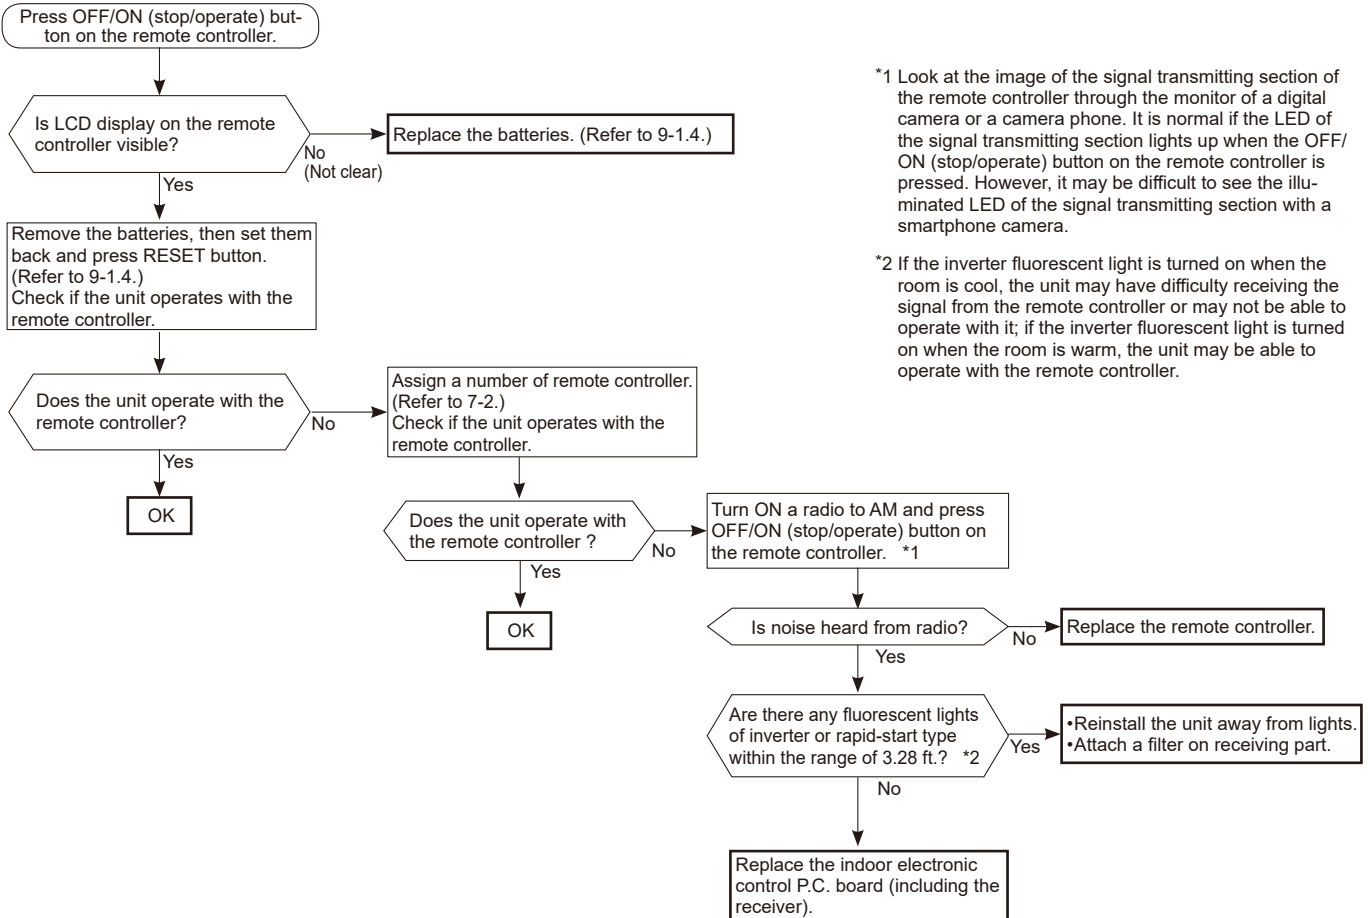 Press OFF/ON (stop/operate) but-
ton on the remote controller.
Is LCD display on the remote
controller visible?
No
(Not clear)
Replace the batteries. (Refer to 9-1.4.)
Yes
Remove the batteries, then set them
back and press RESET button.
(Refer to 9-1.4.)
Check if the unit operates with the
remote controller.
Does the unit operate with the
remote controller?
No
Yes
OK
Assign a number of remote controller.
(Refer to 7-2.)
Check if the unit operates with the
remote controller.
Does the unit operate with
the remote controller ?
No
Yes
OK
Turn ON a radio to AM and press
OFF/ON (stop/operate) button on
the remote controller. *1
Is noise heard from radio?
No
Replace the remote controller.
Yes
Are there any fluorescent lights
of inverter or rapid-start type
within the range of 3.28 ft.? *2
Yes
•Reinstall the unit away from lights.
•Attach a filter on receiving part.
No
Replace the indoor electronic
control P.C. board (including the
receiver).
*1 Look at the image of the signal transmitting section of
the remote controller through the monitor of a digital
camera or a camera phone. It is normal if the LED of
the signal transmitting section lights up when the OFF/
ON (stop/operate) button on the remote controller is
pressed. However, it may be difficult to see the illu-
minated LED of the signal transmitting section with a
smartphone camera.
*2 If the inverter fluorescent light is turned on when the
room is cool, the unit may have difficulty receiving the
signal from the remote controller or may not be able to
operate with it; if the inverter fluorescent light is turned
on when the room is warm, the unit may be able to
operate with the remote controller.